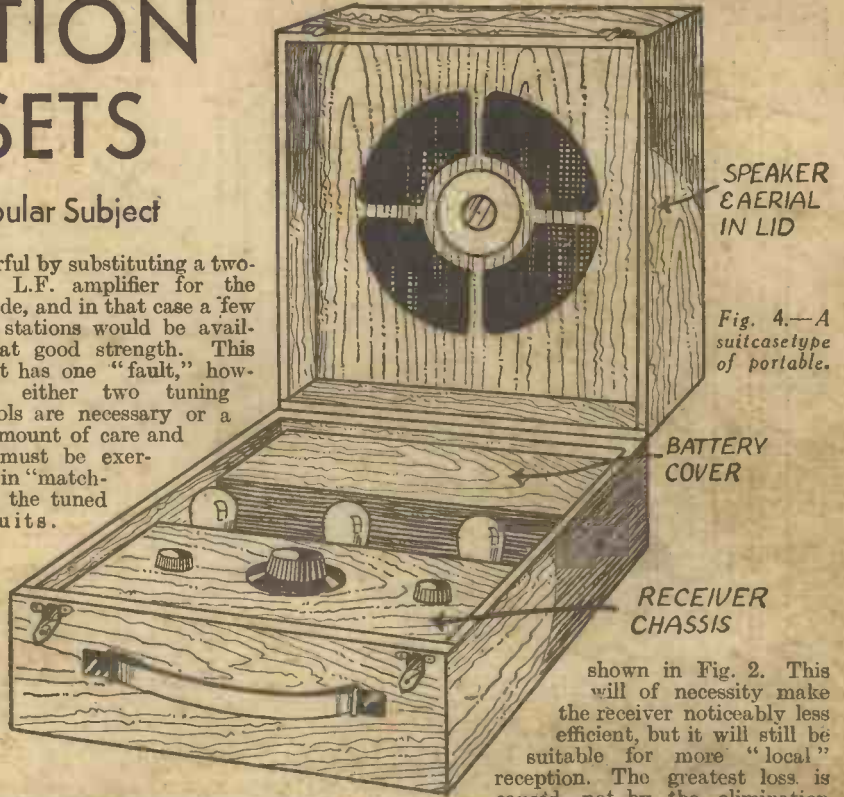 TION
SETS
pular Subject
rful by substituting a two-
L.F. amplifier for the
de, and in that case a few
stations would be avail-
at good strength. This
t has one "fault," how-
either two tuning
ols are necessary or a
mount of care and
must be exer-
in "match-
the tuned
uits.
SPEAKER
& AERIAL
IN LID
Fig. 4.—A
suitcase type
of portable.
BATTERY
COVER
RECEIVER
CHASSIS
shown in Fig. 2. This
will of necessity make
the receiver noticeably less
efficient, but it will still be
suitable for more "local"
reception. The greatest loss is
not by the elimination